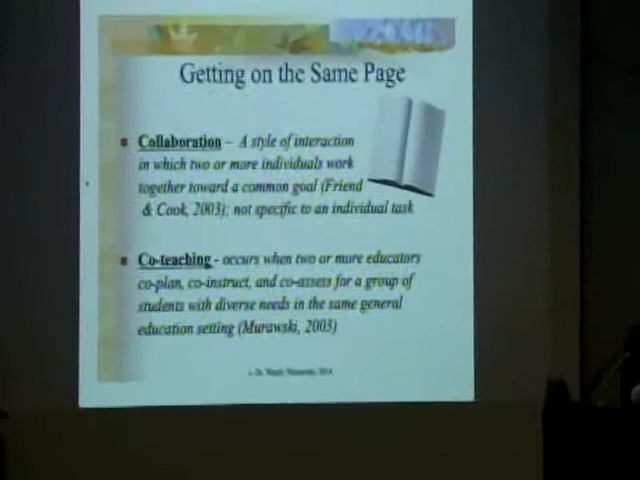 Getting on the Same Page
Collaboration – A style of interaction
in which two or more individuals work
together toward a common goal (Friend
& Cook, 2003); not specific to an individual task
Co-teaching - occurs when two or more educators
co-plan, co-instruct, and co-assess for a group of
students with diverse needs in the same general
education setting (Murawski, 2003)